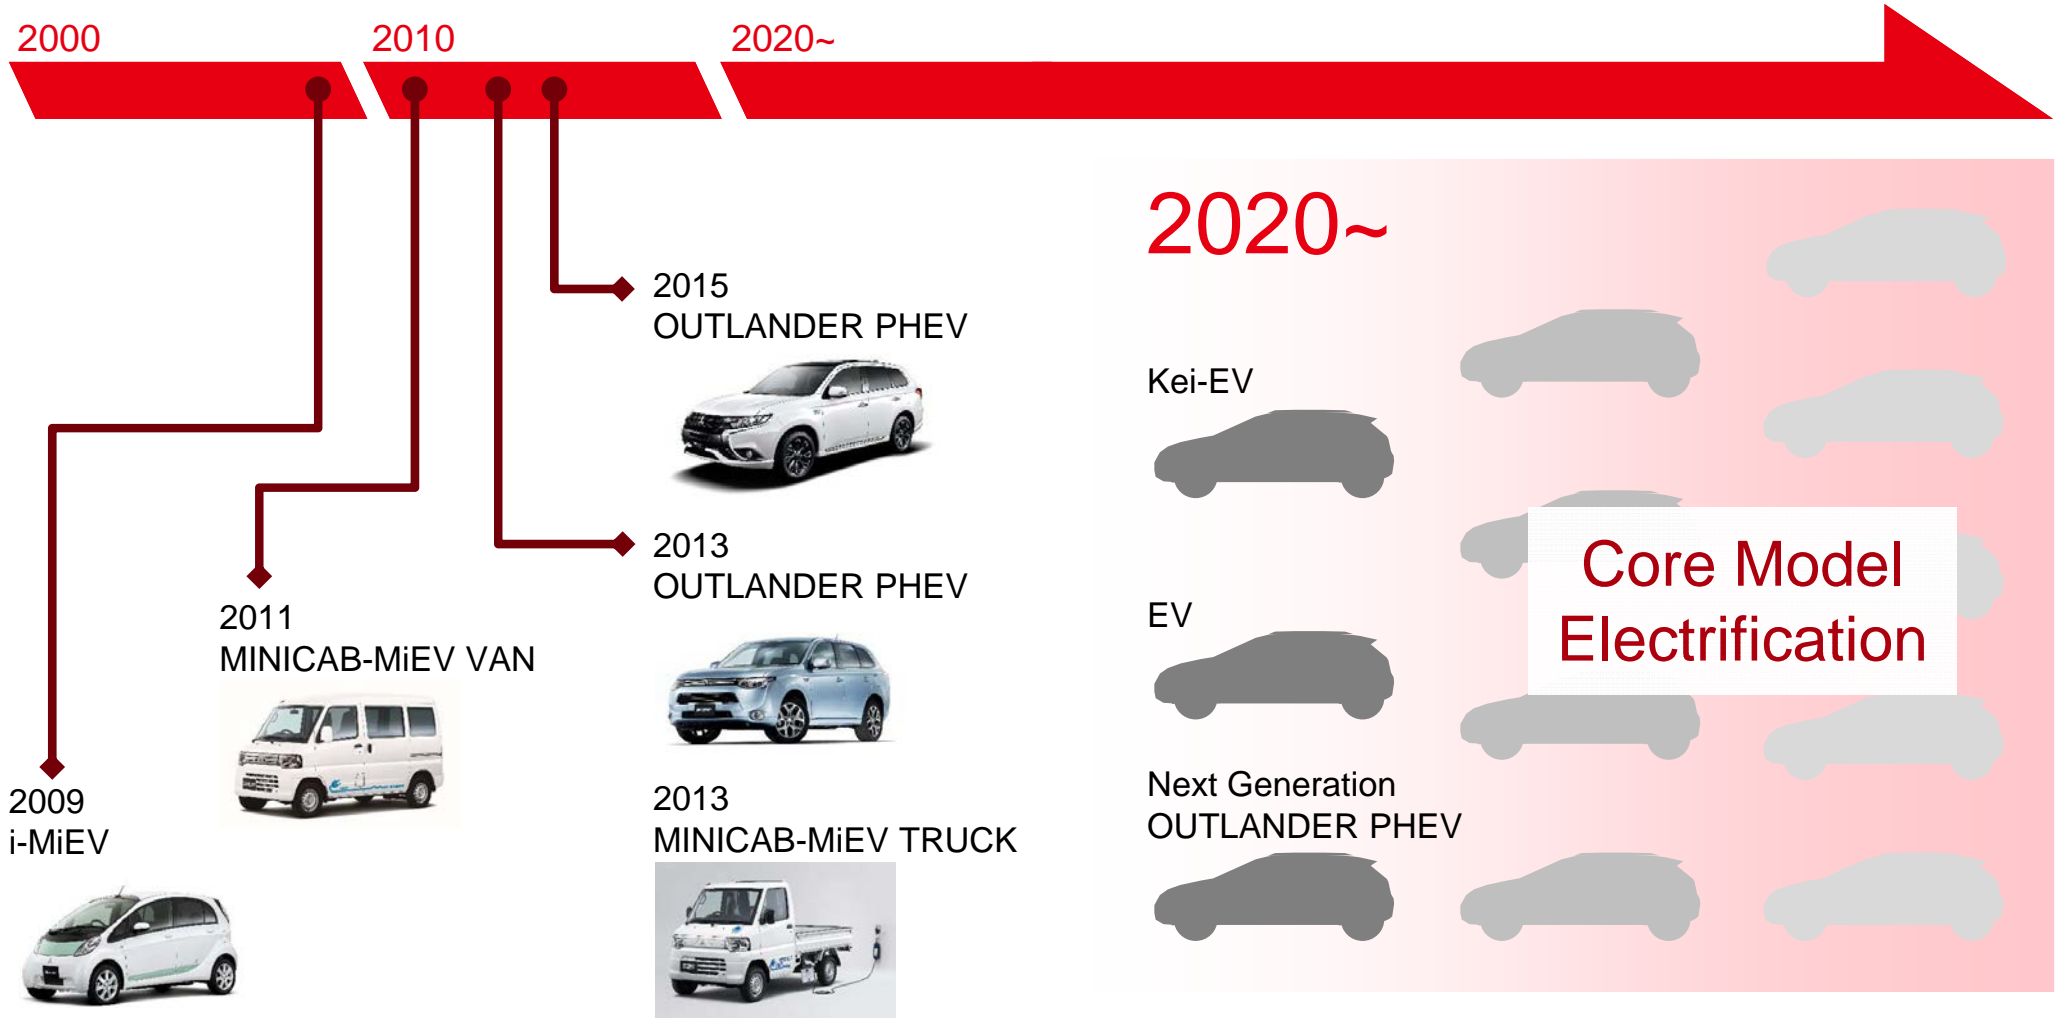 2000
2010
2020~
2020~
2015
OUTLANDER PHEV
Kei-EV
2013
OUTLANDER PHEV
Core Model
Electrification
2011
MINICAB-MiEV VAN
EV
2009
i-MiEV
2013
MINICAB-MiEV TRUCK
Next Generation
OUTLANDER PHEV